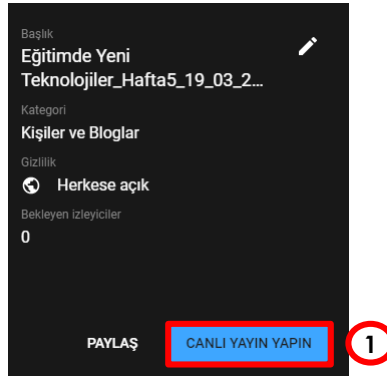 Başlık
Eğitimde Yeni
Teknolojiler_Hafta5_19_03_2...
Kategori
Kişiler ve Bloglar
Gizlilik
Herkese açık
Bekleyen izleyiciler
0
PAYLAŞ CANLI YAYIN YAPIN 1